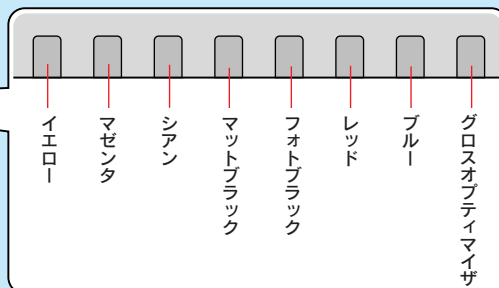 イエロー
マゼンタ
シアン
マットブラック
フォトブラック
レッド
ブルー
グロスオプティマイザ